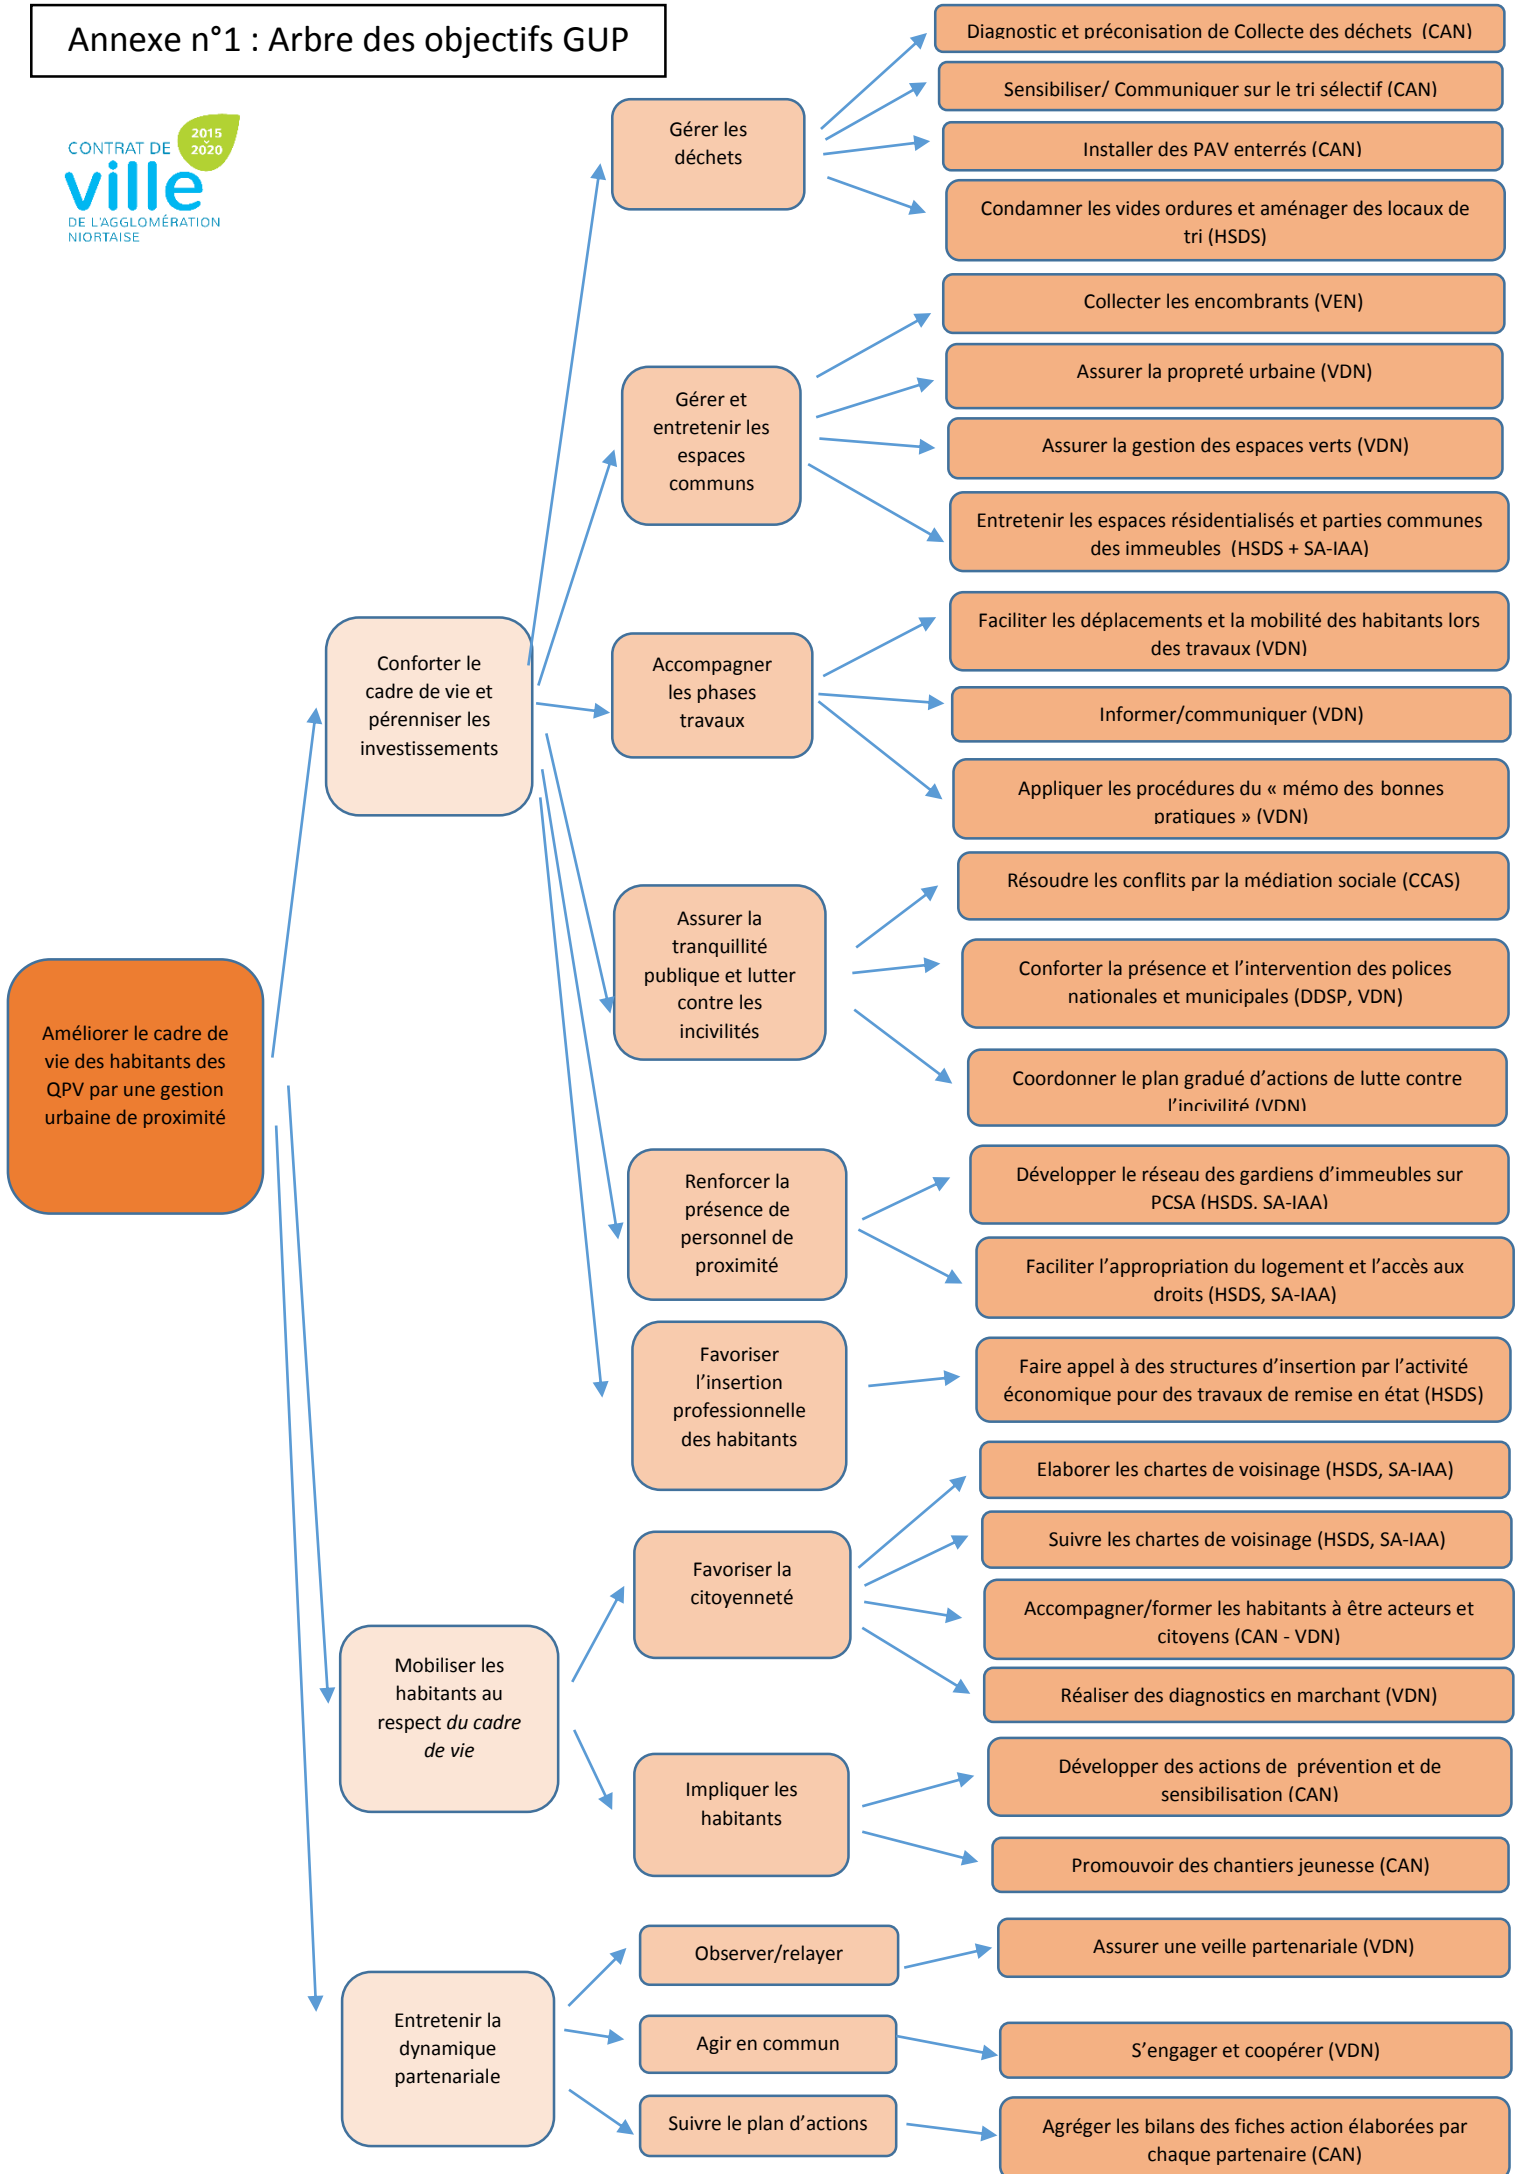 Annexe n°1 : Arbre des objectifs GUP
CONTRAT DE
2015
2020
ville
DE L'AGGLOMÉRATION
NIORTAISE
Améliorer le cadre de
vie des habitants des
QPV par une gestion
urbaine de proximité
Conforter le
cadre de vie et
pérenniser les
investissements
Gérer les
déchets
Diagnostic et préconisation de Collecte des déchets (CAN)
Sensibiliser/ Communiquer sur le tri sélectif (CAN)
Installer des PAV enterrés (CAN)
Condamner les vides ordures et aménager des locaux de
tri (HSDS)
Gérer et
entretenir les
espaces
communs
Collecter les encombrants (VEN)
Assurer la propreté urbaine (VDN)
Assurer la gestion des espaces verts (VDN)
Entretenir les espaces résidentialisés et parties communes
des immeubles (HSDS + SA-IAA)
Accompagner
les phases
travaux
Faciliter les déplacements et la mobilité des habitants lors
des travaux (VDN)
Informer/communiquer (VDN)
Appliquer les procédures du « mémo des bonnes
pratiques » (VDN)
Assurer la
tranquillité
publique et lutter
contre les
incivilités
Résoudre les conflits par la médiation sociale (CCAS)
Conforter la présence et l’intervention des polices
nationales et municipales (DDSP, VDN)
Coordonner le plan gradué d’actions de lutte contre
l’incivilité (VDN)
Renforcer la
présence de
personnel de
proximité
Développer le réseau des gardiens d’immeubles sur
PCSA (HSDS, SA-IAA)
Faciliter l’appropriation du logement et l’accès aux
droits (HSDS, SA-IAA)
Favoriser
l’insertion
professionnelle
des habitants
Faire appel à des structures d’insertion par l’activité
économique pour des travaux de remise en état (HSDS)
Mobiliser les
habitants au
respect du cadre
de vie
Favoriser la
citoyenneté
Elaborer les chartes de voisinage (HSDS, SA-IAA)
Suivre les chartes de voisinage (HSDS, SA-IAA)
Accompagner/former les habitants à être acteurs et
citoyens (CAN - VDN)
Réaliser des diagnostics en marchant (VDN)
Impliquer les
habitants
Développer des actions de prévention et de
sensibilisation (CAN)
Promouvoir des chantiers jeunesse (CAN)
Entretenir la
dynamique
partenariale
Observer/relayer
Assurer une veille partenariale (VDN)
Agir en commun
S’engager et coopérer (VDN)
Suivre le plan d’actions
Agréger les bilans des fiches action élaborées par
chaque partenaire (CAN)